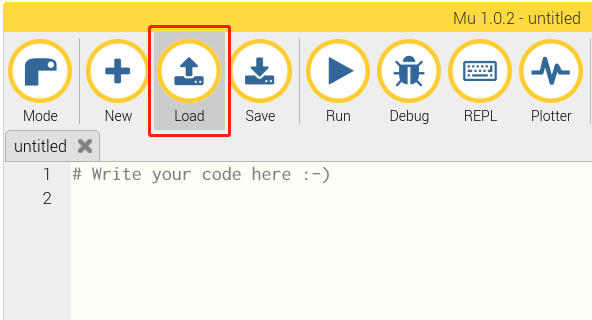 Mu 1.0.2 - untitled
Mode New Load Save Run Debug REPL Plotter
untitled
1 # Write your code here :-)
2